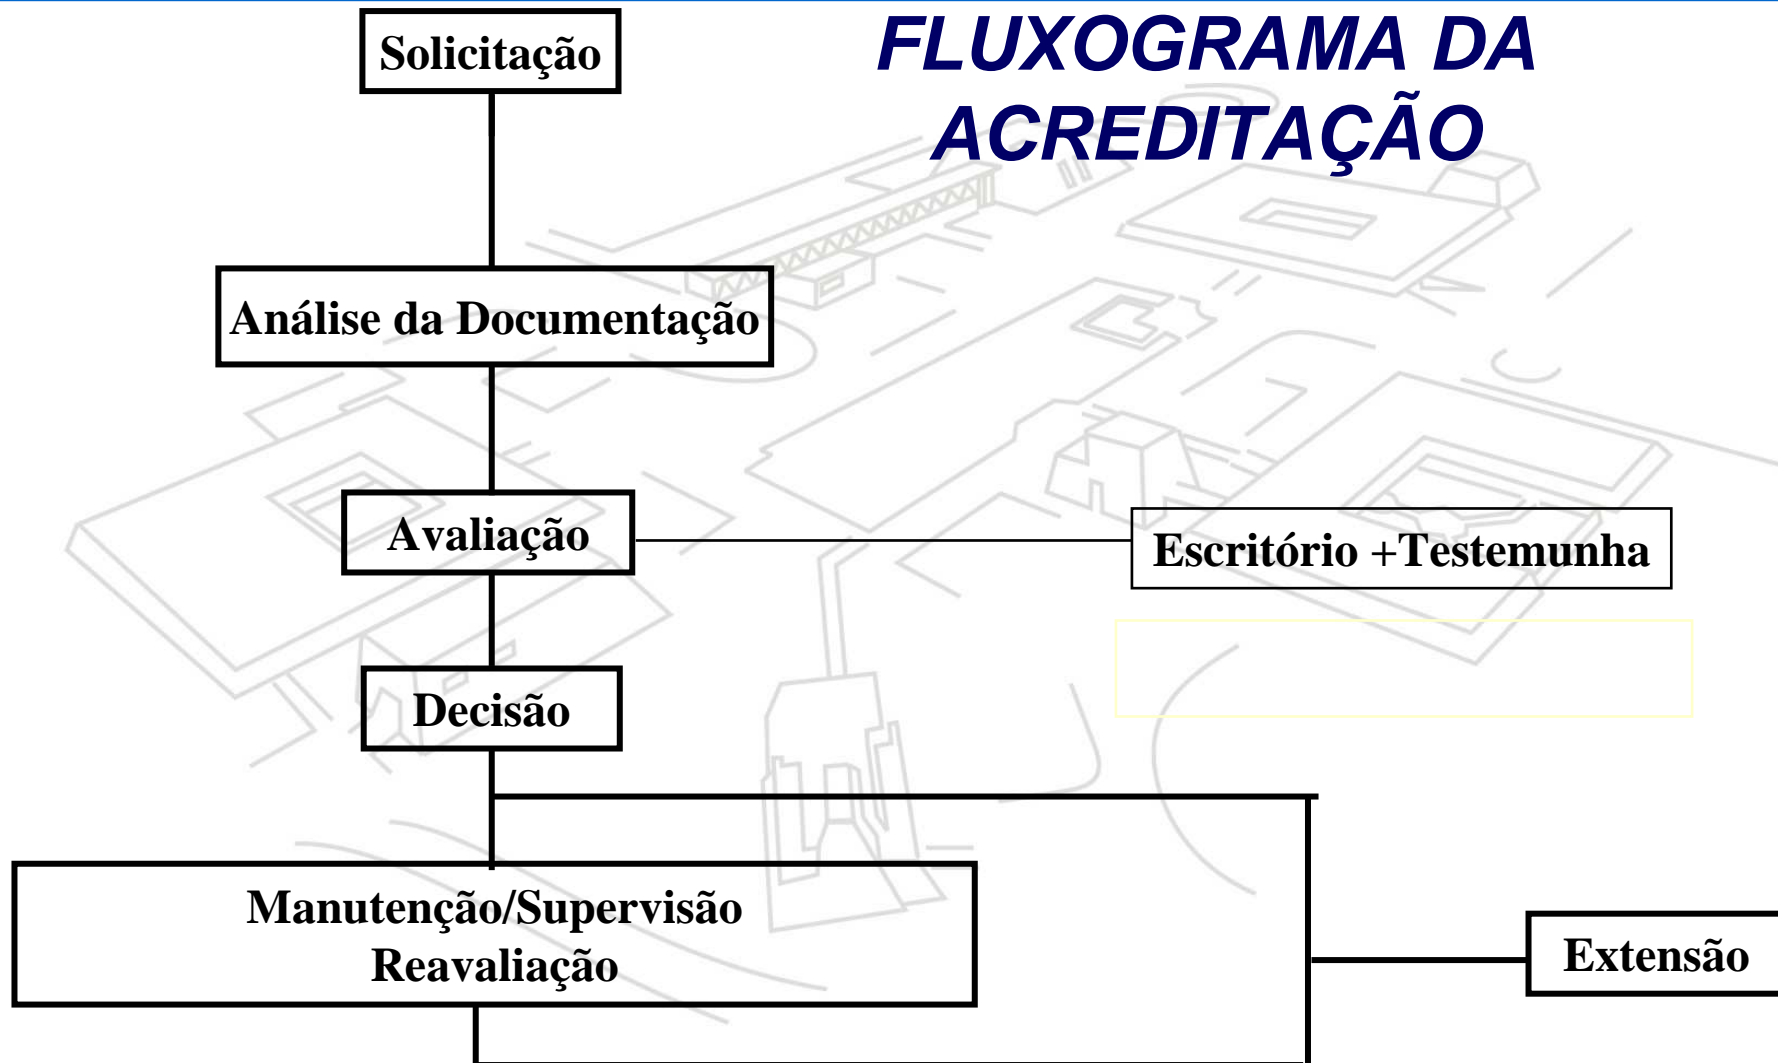 FLUXOGRAMA DA
ACREDITAÇÃO
Solicitação
Análise da Documentação
Avaliação
Escritório +Testemunha
Decisão
Manutenção/Supervisão
Reavaliação
Extensão